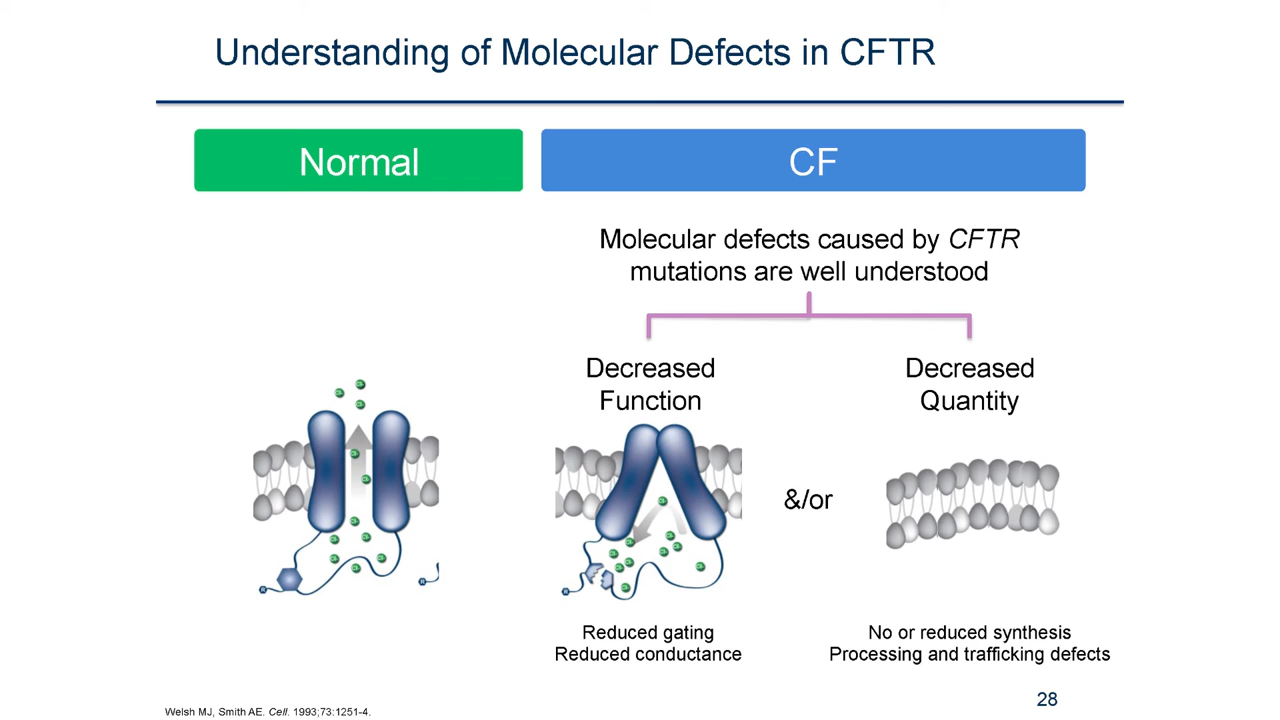 Understanding of Molecular Defects in CFTR
Normal
CF
Molecular defects caused by CFTR
mutations are well understood
Decreased
Function
Decreased
Quantity
&/or
Reduced gating
Reduced conductance
No or reduced synthesis
Processing and trafficking defects
28
Welsh MJ, Smith AE. Cell. 1993;73:1251-4.